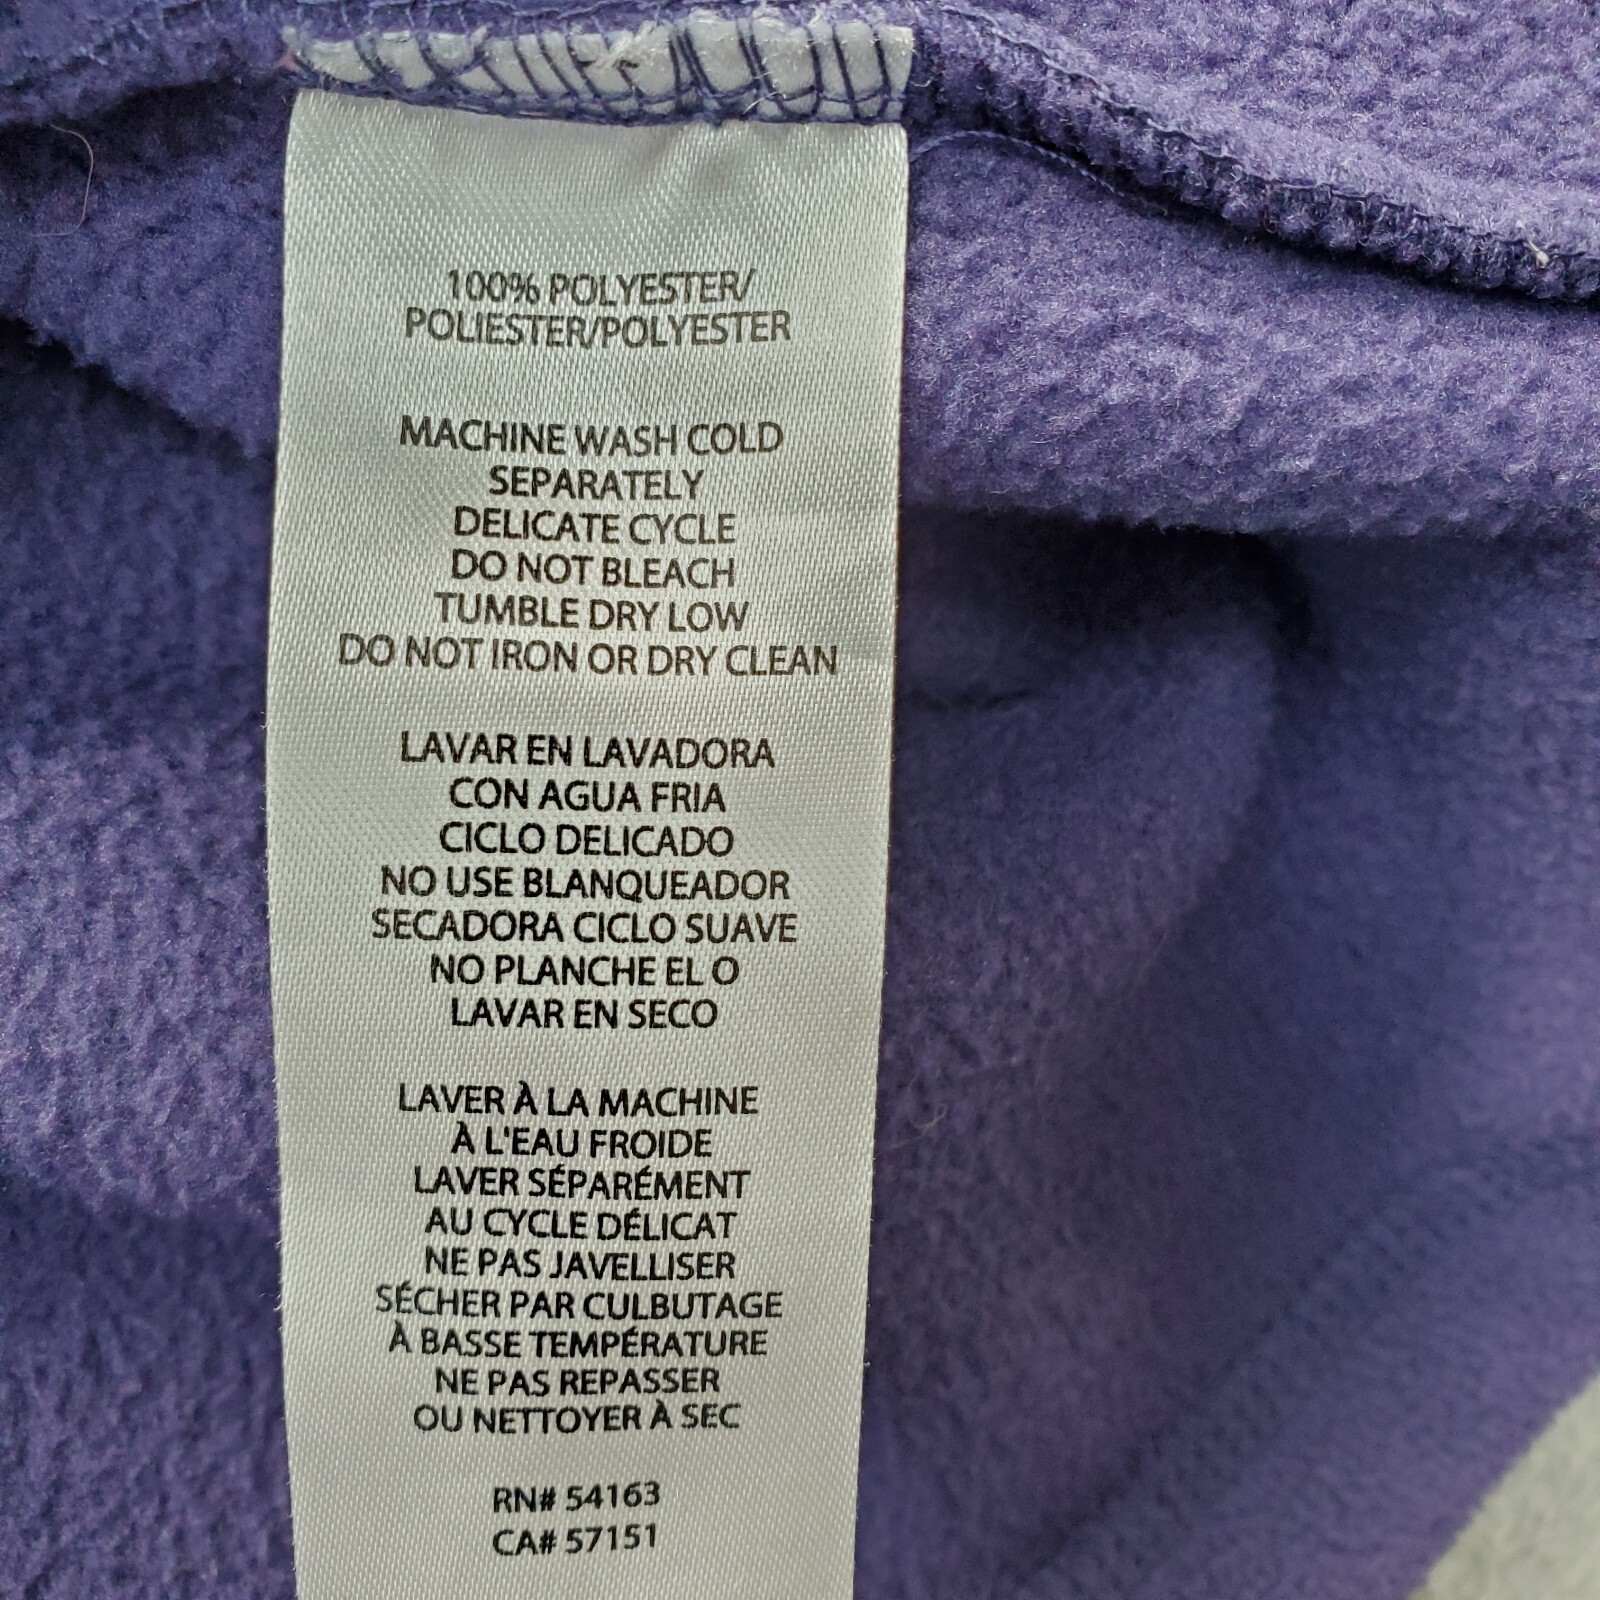 100% POLYESTER/
POLIESTER/POLYESTER
MACHINE WASH COLD
SEPARATELY
DELICATE CYCLE
DO NOT BLEACH
TUMBLE DRY LOW
DO NOT IRON OR DRY CLEAN
LAVAR EN LAVADORA
CON AGUA FRIA
CICLO DELICADO
NO USE BLANQUEADOR
SECADORA CICLO SUAVE
NO PLANCHE EL O
LAVAR EN SECO
LAVER À LA MACHINE
À L'EAU FROIDE
LAVER SÉPARÉMENT
AU CYCLE DÉLICAT
NE PAS JAVELLISER
SÉCHER PAR CULBUTAGE
À BASSE TEMPÉRATURE
NE PAS REPASSER
OU NETTOYER À SEC
RN# 54163
CA# 57151